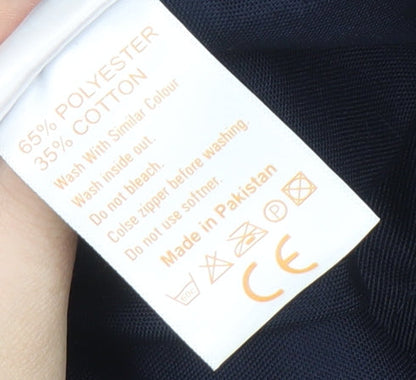 65% POLYESTER
35% COTTON
Wash With Similar Colour
Wash inside out.
Do not bleach.
Colse zipper before washing.
Do not use softner.
Made in Pakistan
P
CE